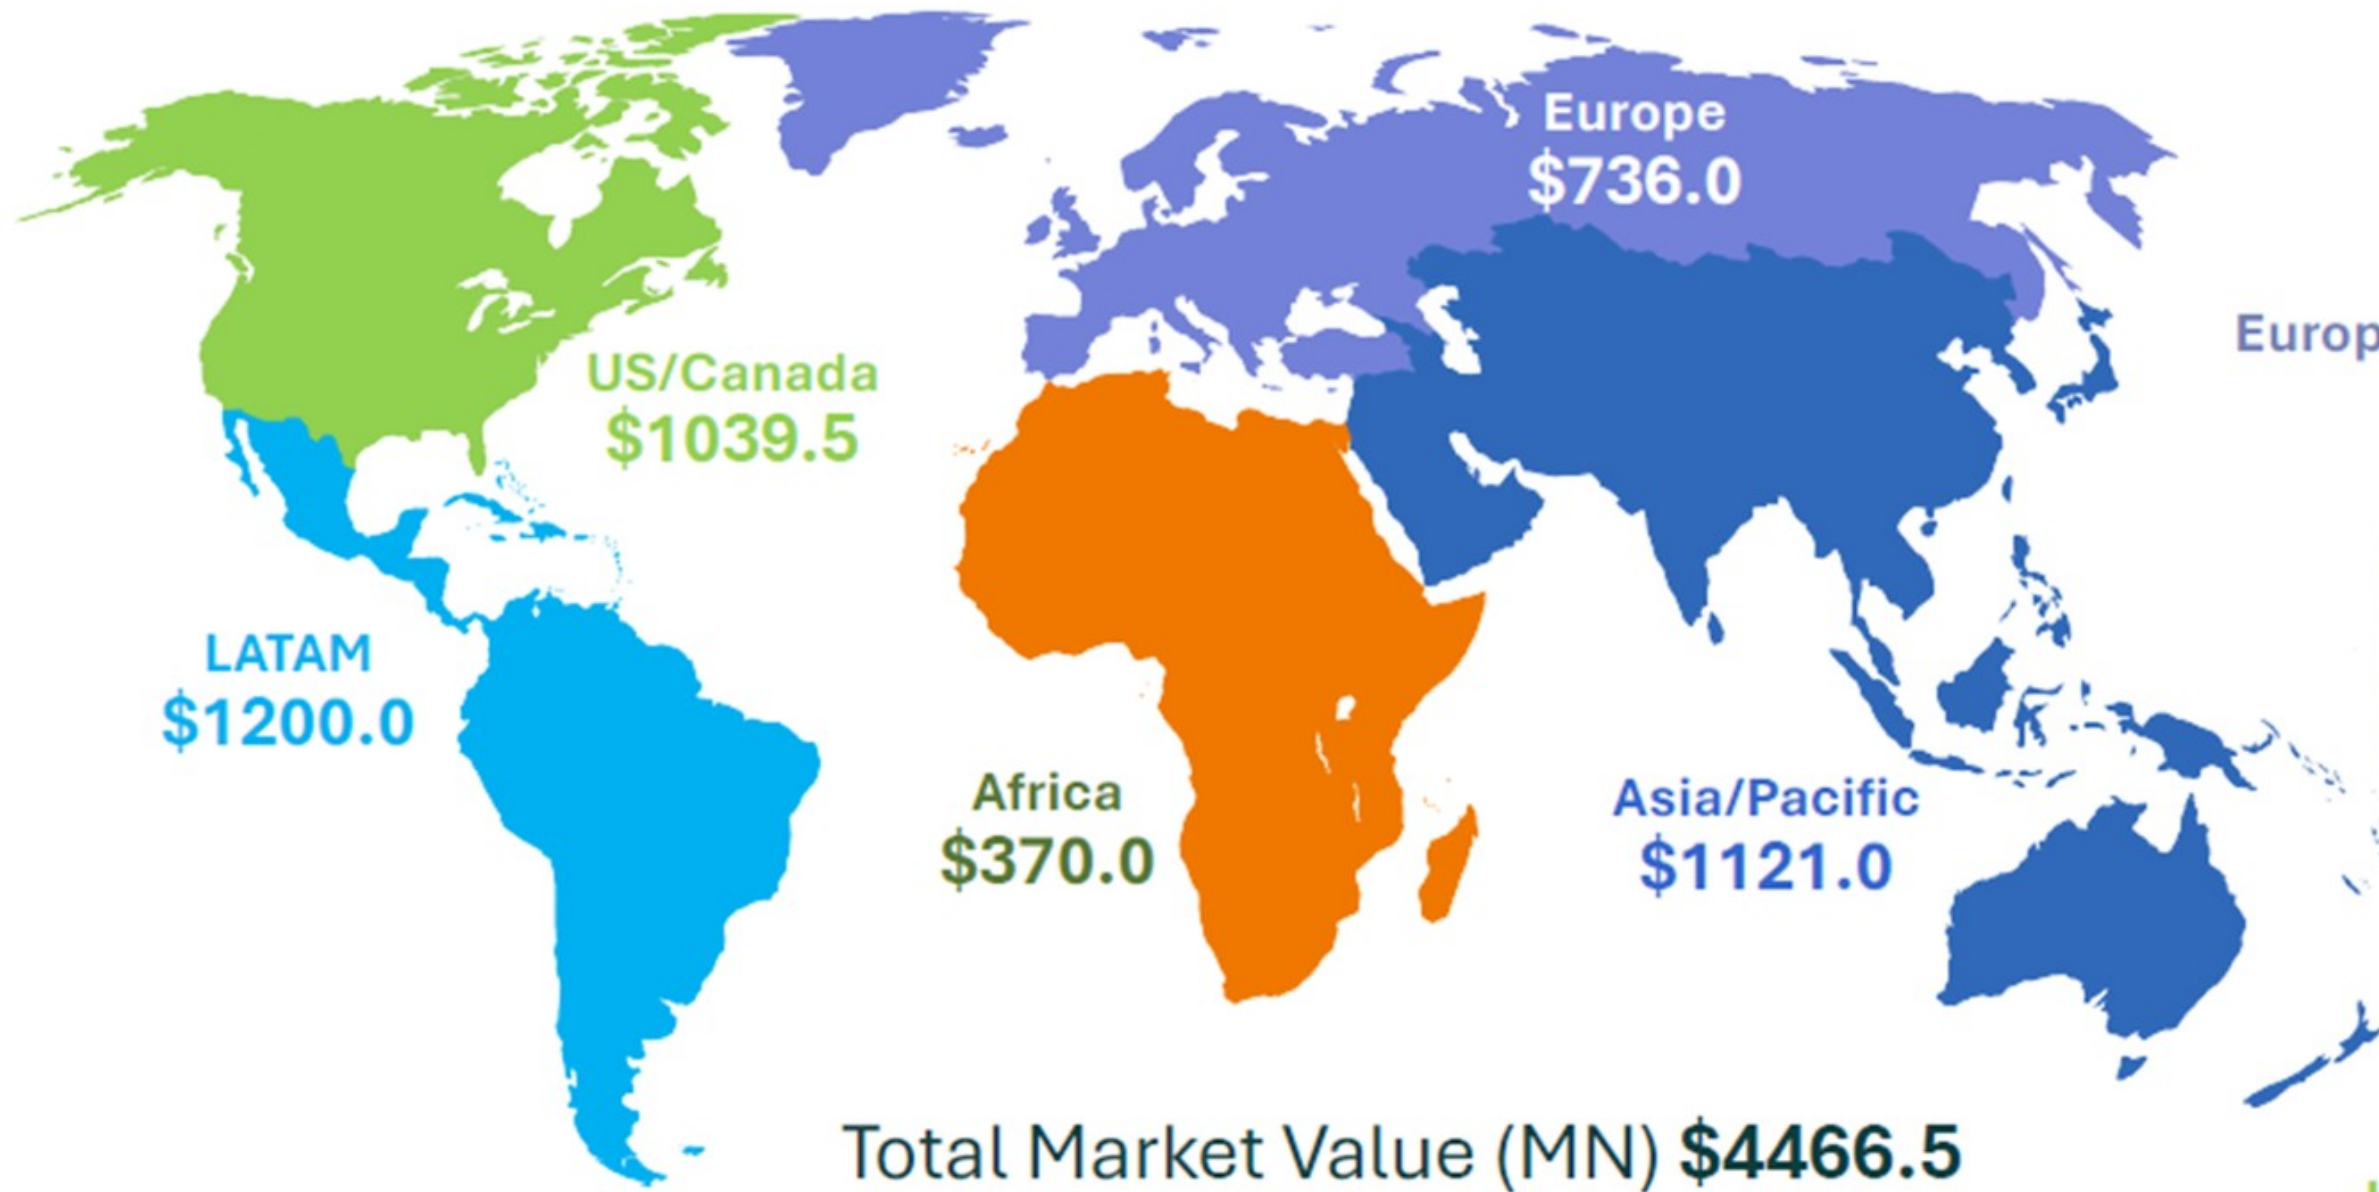 Europe
$736.0
Europ
US/Canada
$1039.5
LATAM
$1200.0
Africa
$370.0
Asia/Pacific
$1121.0
Total Market Value (MN) $4466.5